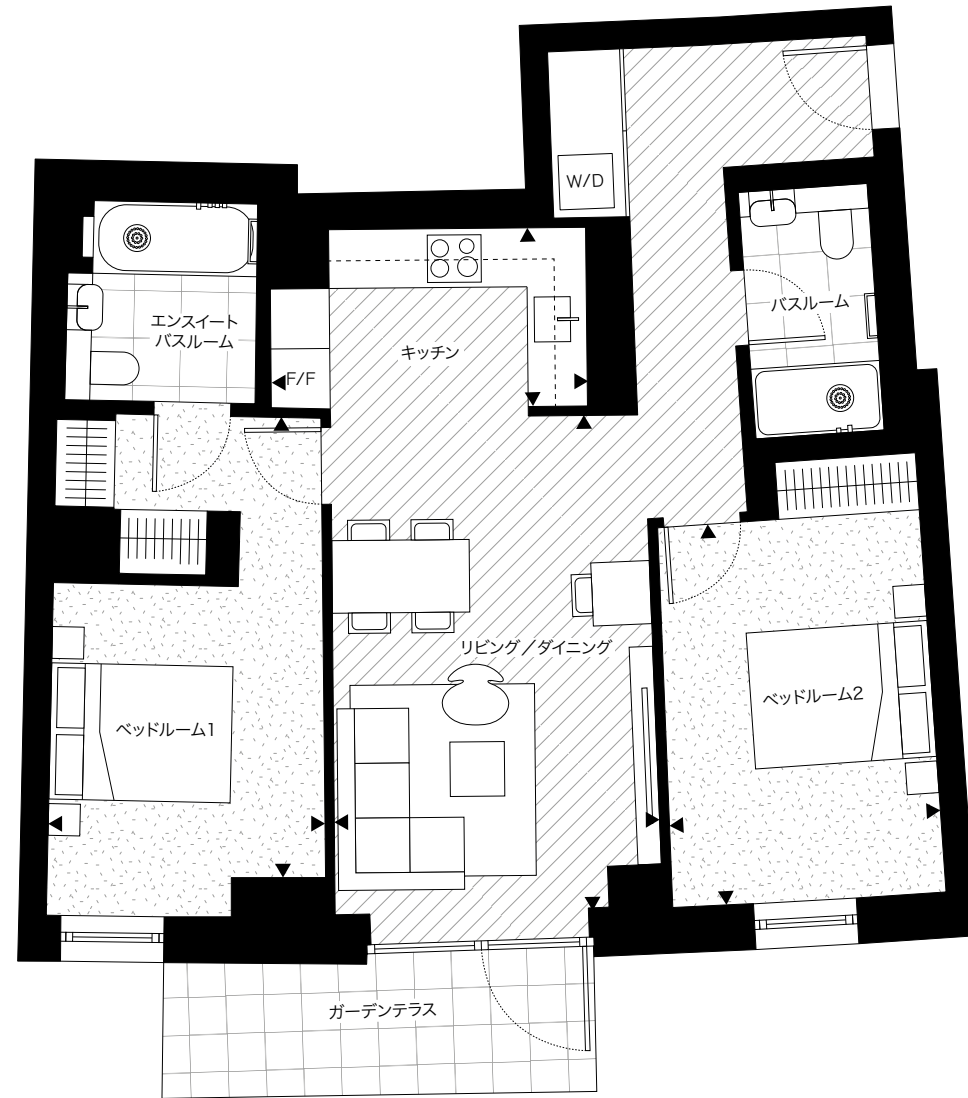 W/D
バスルーム
エンスイート
バスルーム
キッチン
F/F
リビング／ダイニング
ベッドルーム2
ベッドルーム1
ガーデンテラス